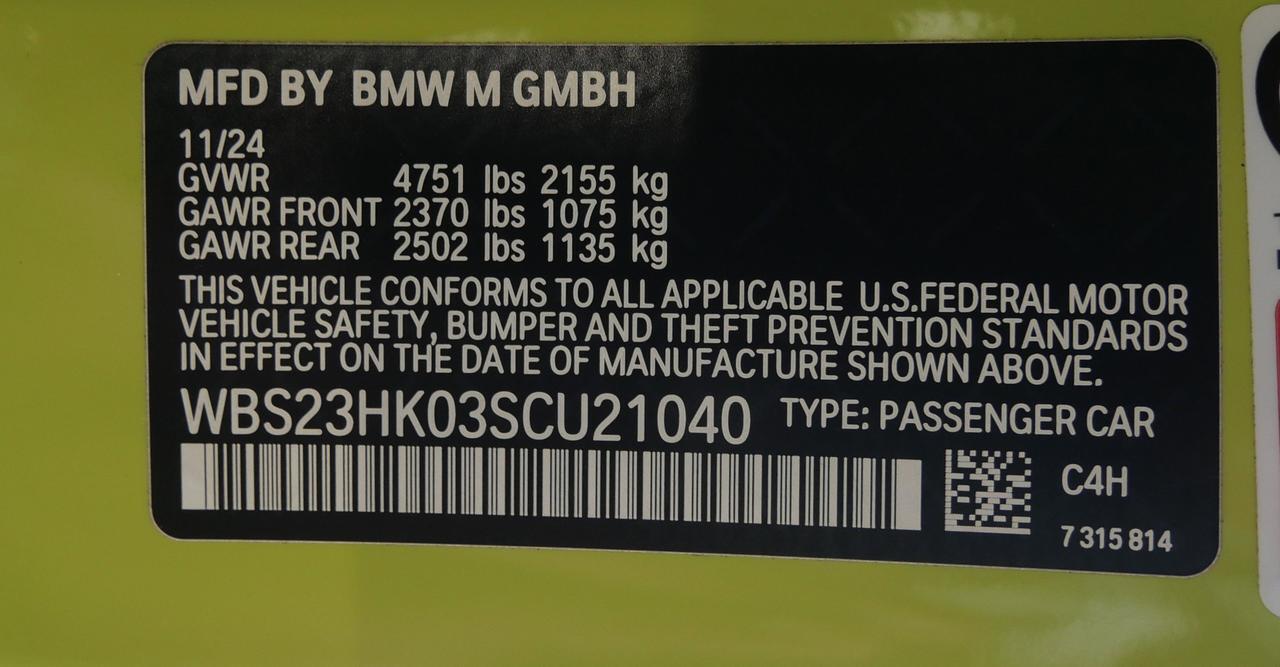 MFD BY BMW M GMBH
11/24
GVWR 4751 lbs 2155 kg
GAWR FRONT 2370 lbs 1075 kg
GAWR REAR 2502 lbs 1135 kg
THIS VEHICLE CONFORMS TO ALL APPLICABLE U.S.FEDERAL MOTOR
VEHICLE SAFETY, BUMPER AND THEFT PREVENTION STANDARDS
IN EFFECT ON THE DATE OF MANUFACTURE SHOWN ABOVE.
WBS23HK03SCU21040 TYPE: PASSENGER CAR
C4H
7 315 814